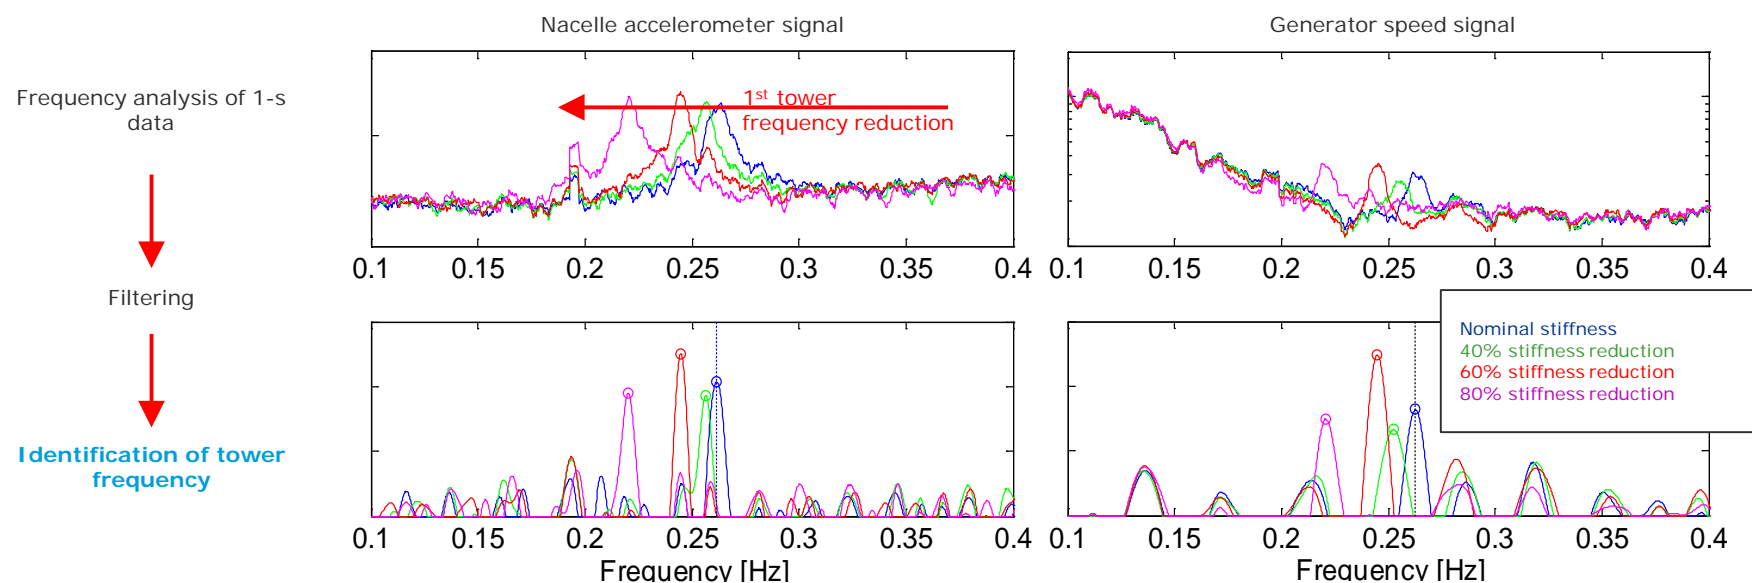 Nacelle accelerometer signal
Generator speed signal
Frequency analysis of 1-s
data
1st tower
frequency reduction
0.1 0.15 0.2 0.25 0.3 0.35 0.4
0.1 0.15 0.2 0.25 0.3 0.35 0.4
Filtering
Nominal stiffness
40% stiffness reduction
60% stiffness reduction
80% stiffness reduction
Identification of tower
frequency
0.1 0.15 0.2 0.25 0.3 0.35 0.4
0.1 0.15 0.2 0.25 0.3 0.35 0.4
Frequency [Hz]
Frequency [Hz]